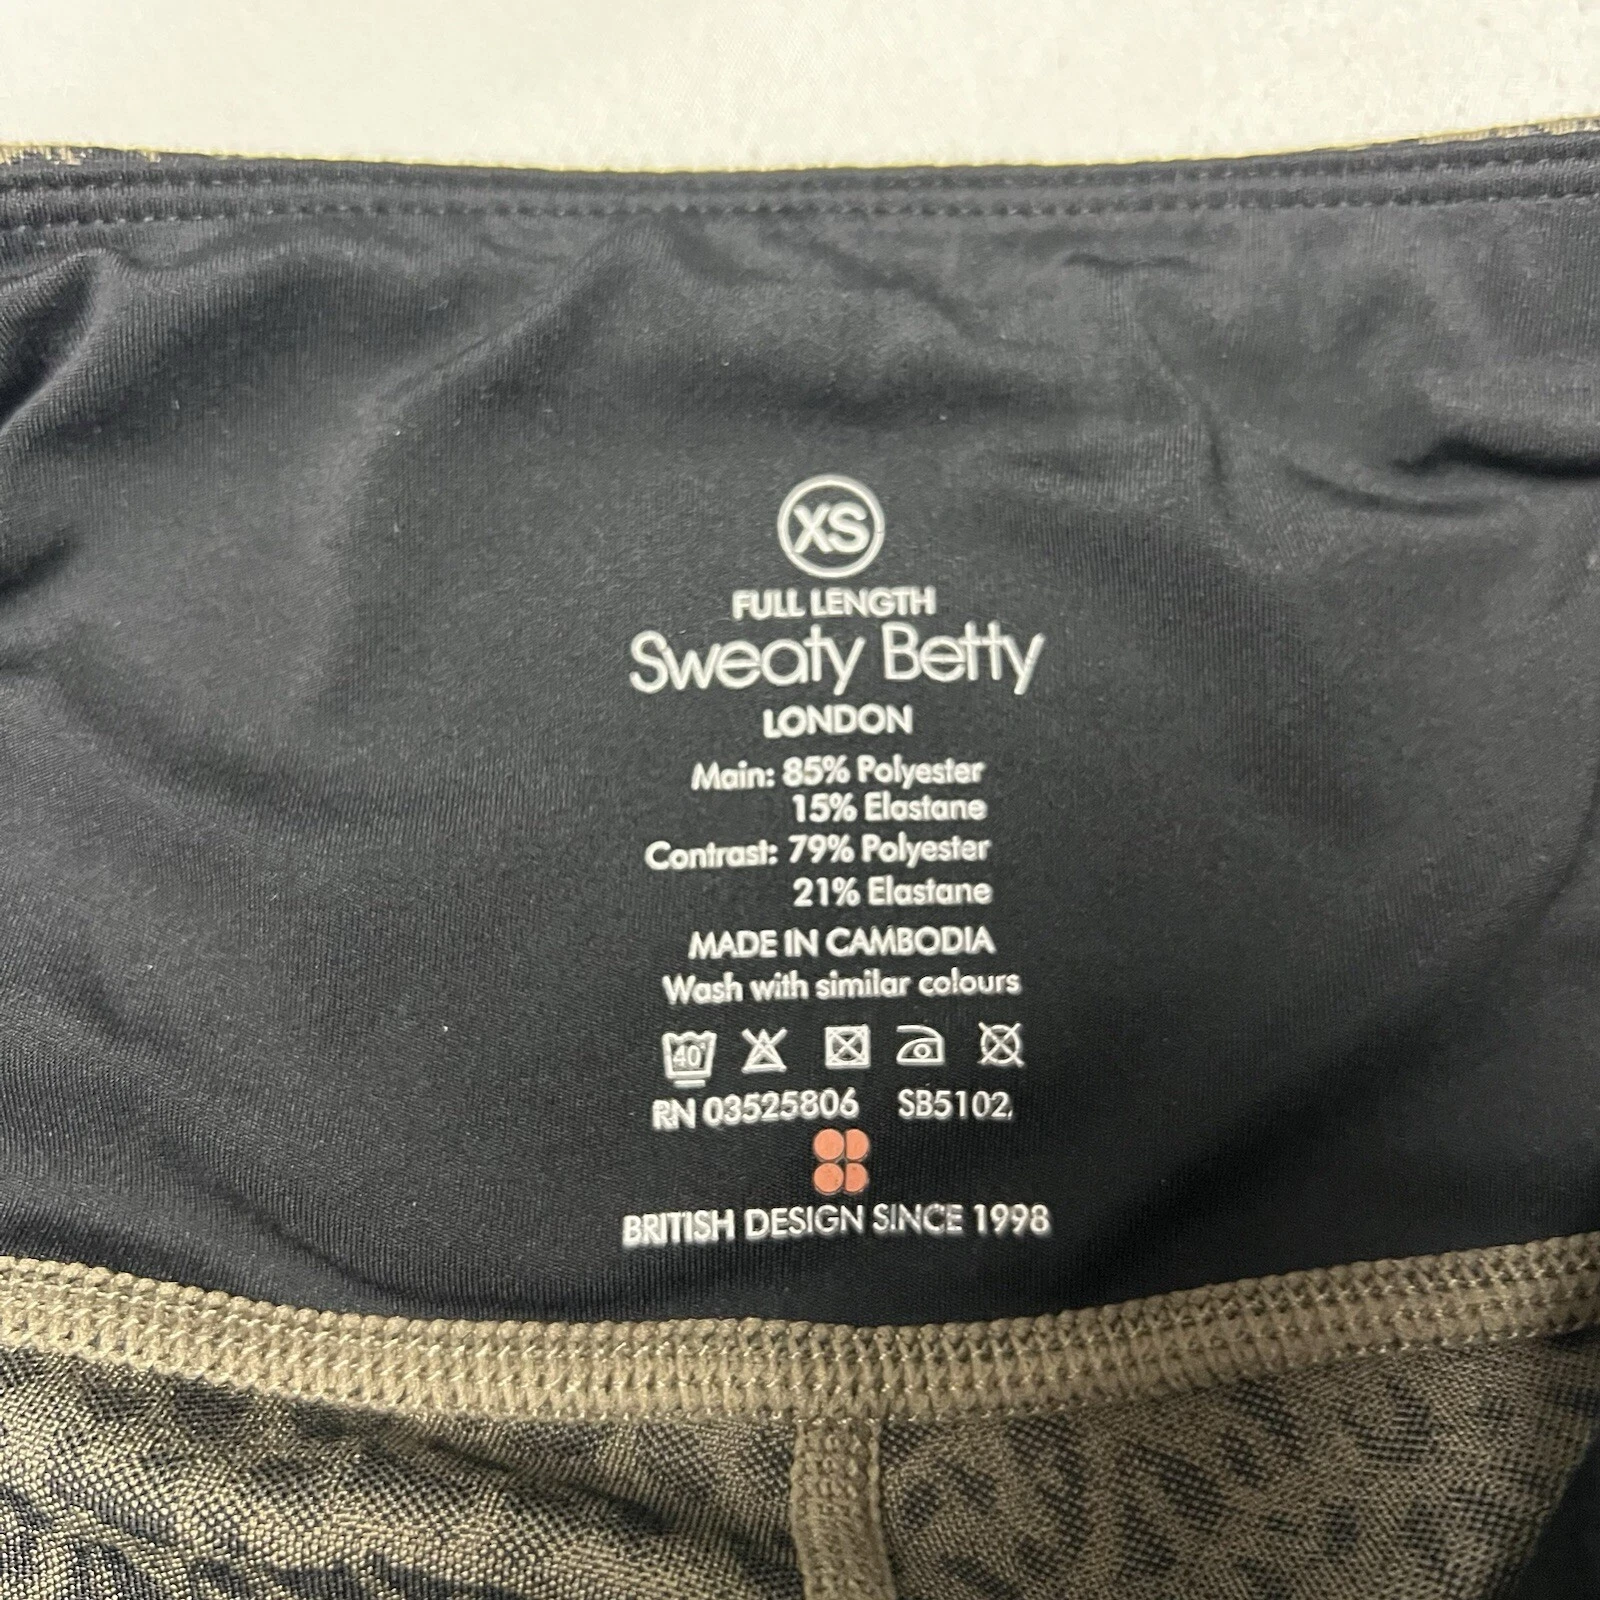 XS
FULL LENGTH
Sweaty Betty
LONDON
Main: 85% Polyester
15% Elastane
Contrast: 79% Polyester
21% Elastane
MADE IN CAMBODIA
Wash with similar colours
40°
RN 03525806 SB5102
BRITISH DESIGN SINCE 1998